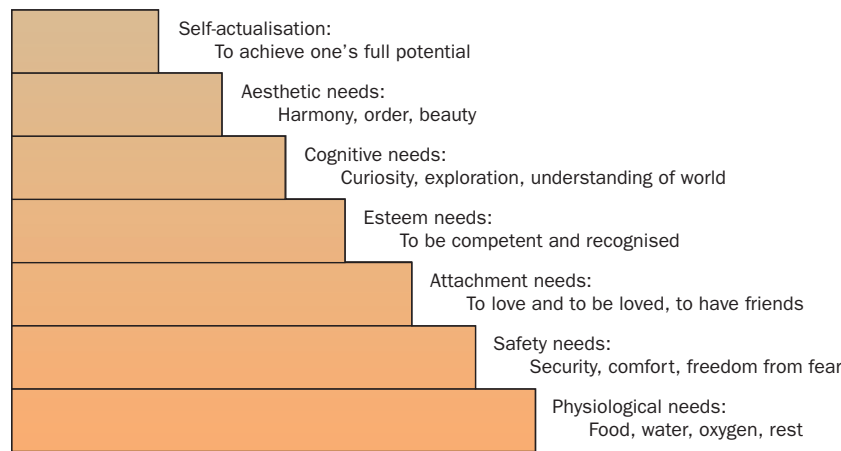 Self-actualisation:
To achieve one's full potential
Aesthetic needs:
Harmony, order, beauty
Cognitive needs:
Curiosity, exploration, understanding of world
Esteem needs:
To be competent and recognised
Attachment needs:
To love and to be loved, to have friends
Safety needs:
Security, comfort, freedom from fear
Physiological needs:
Food, water, oxygen, rest